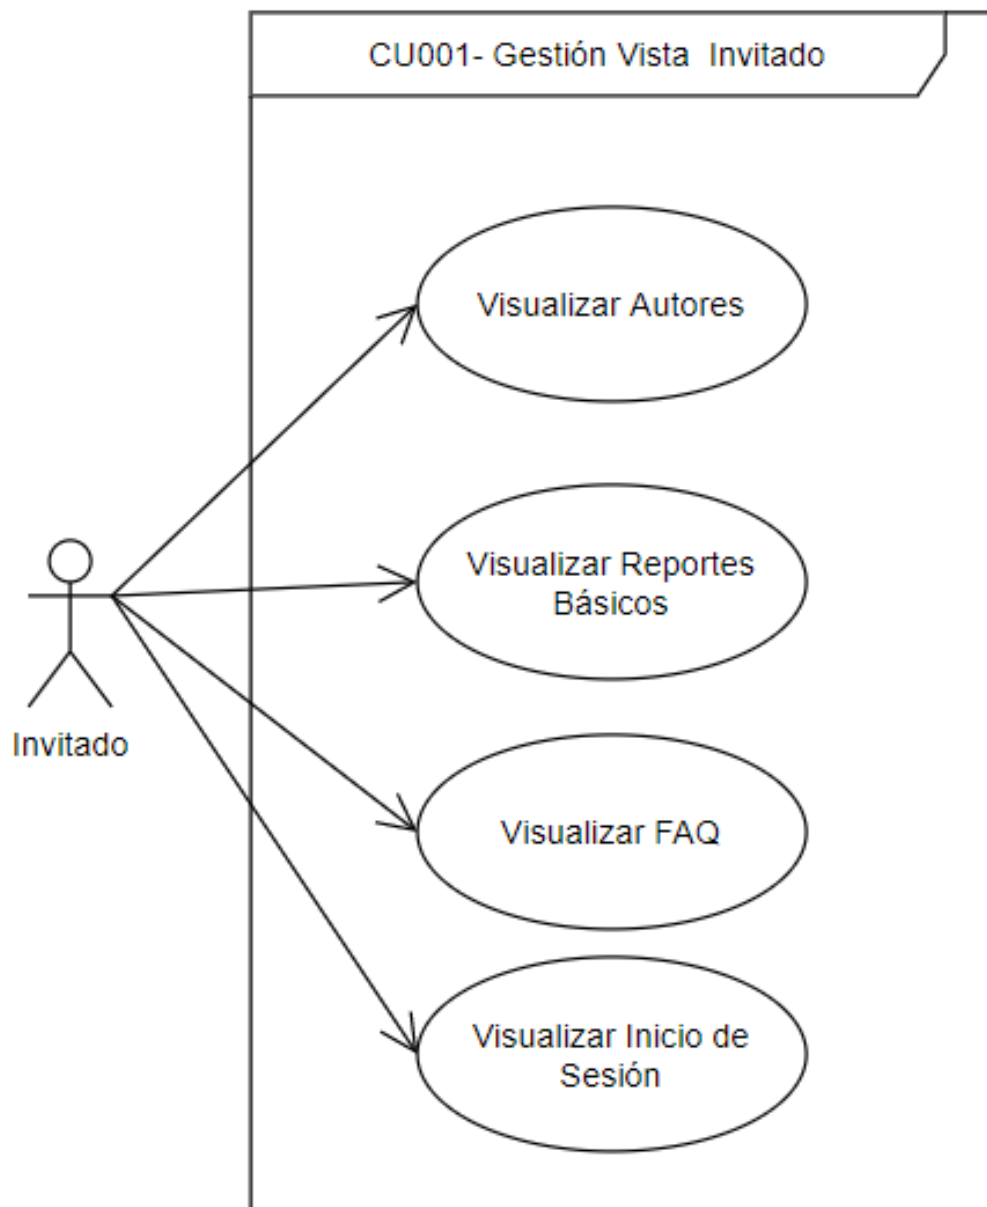 CU001- Gestión Vista  Invitado
Visualizar Autores
Visualizar Reportes
Básicos
Invitado
Visualizar FAQ
Visualizar Inicio de
Sesión